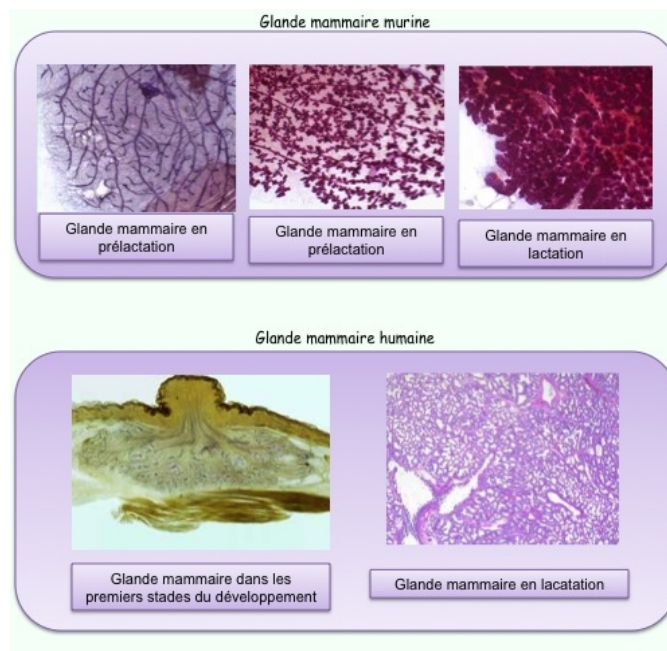 Glande mammaire murine
Glande mammaire en
prélactation
Glande mammaire en
prélactation
Glande mammaire en
lactation
Glande mammaire humaine
Glande mammaire dans les
premiers stades du développement
Glande mammaire en lacatation